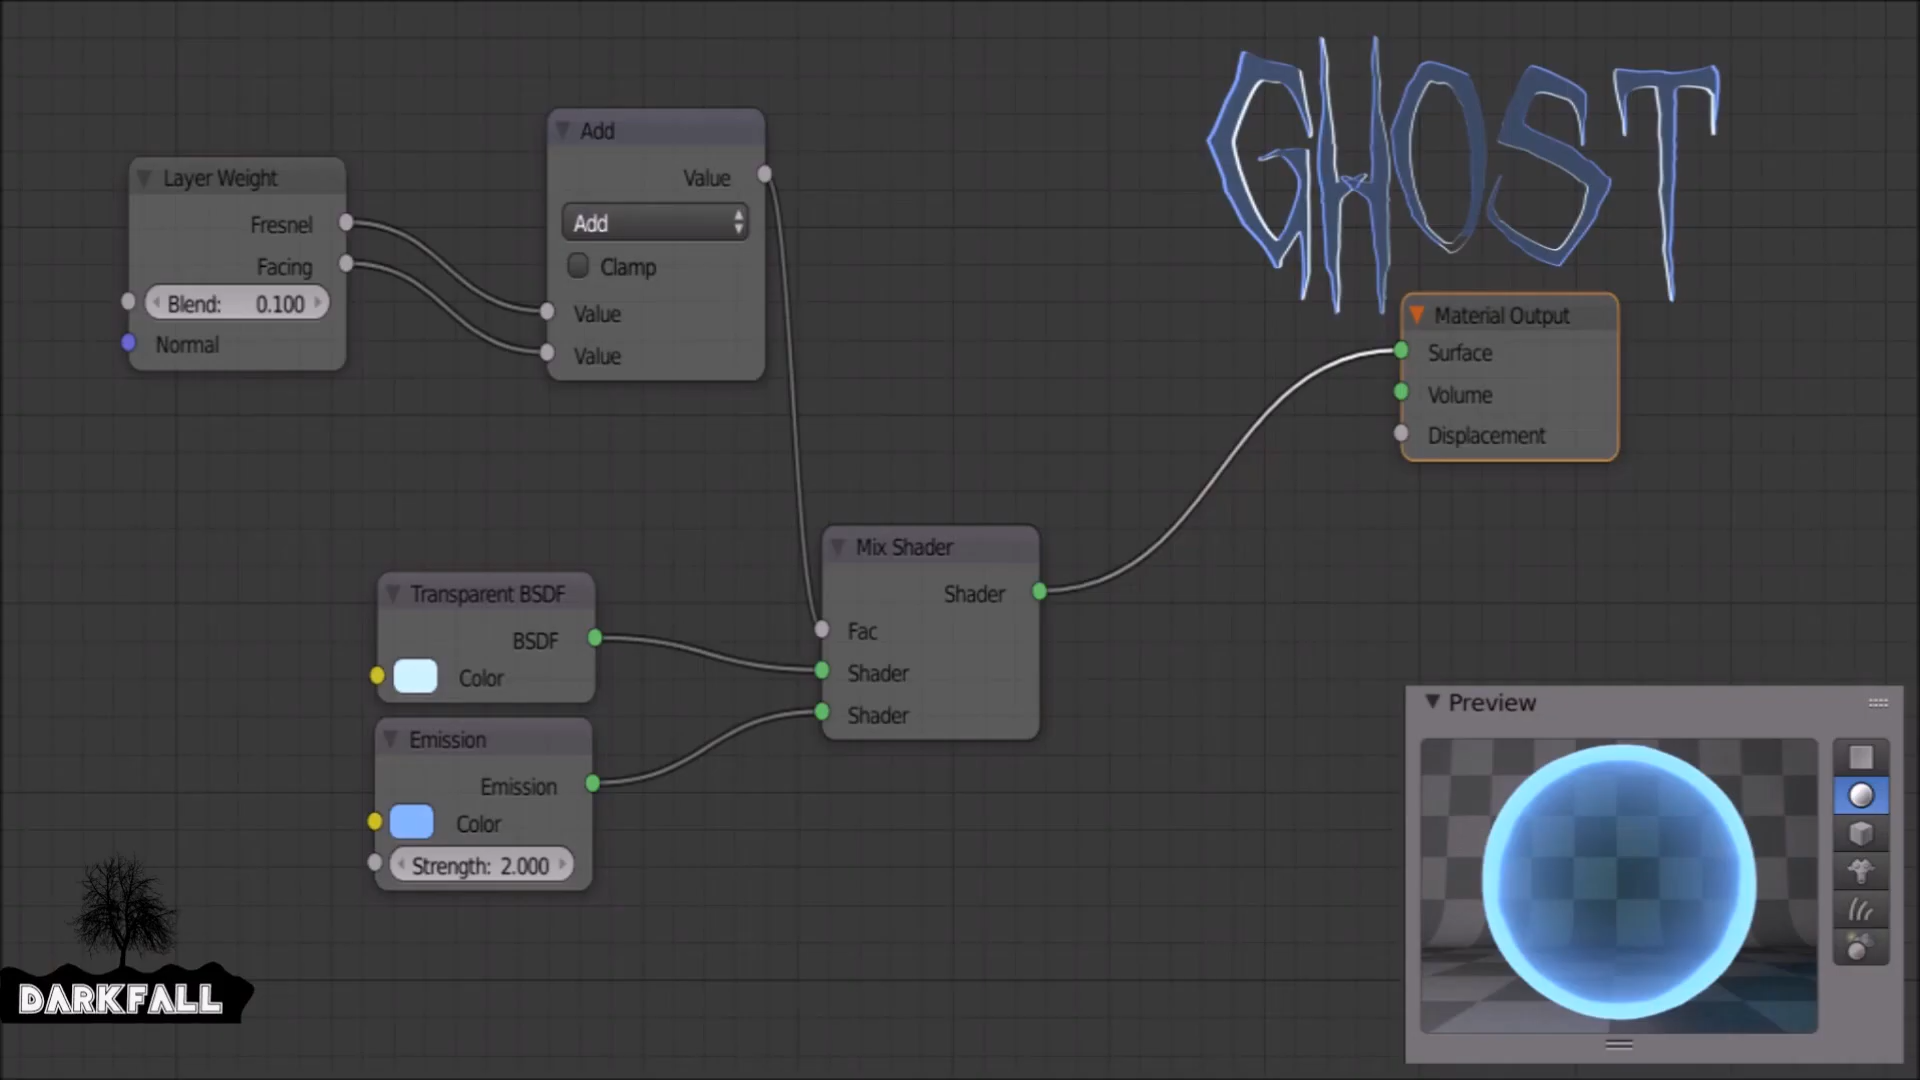 GHOST
Add
Value
Add
Clamp
Value
Value
Layer Weight
Fresnel
Facing
Blend: 0.100
Normal
Material Output
Surface
Volume
Displacement
Mix Shader
Shader
Fac
Shader
Shader
Transparent BSDF
BSDF
Color
Emission
Emission
Color
Strength: 2.000
Preview
DARKFALL